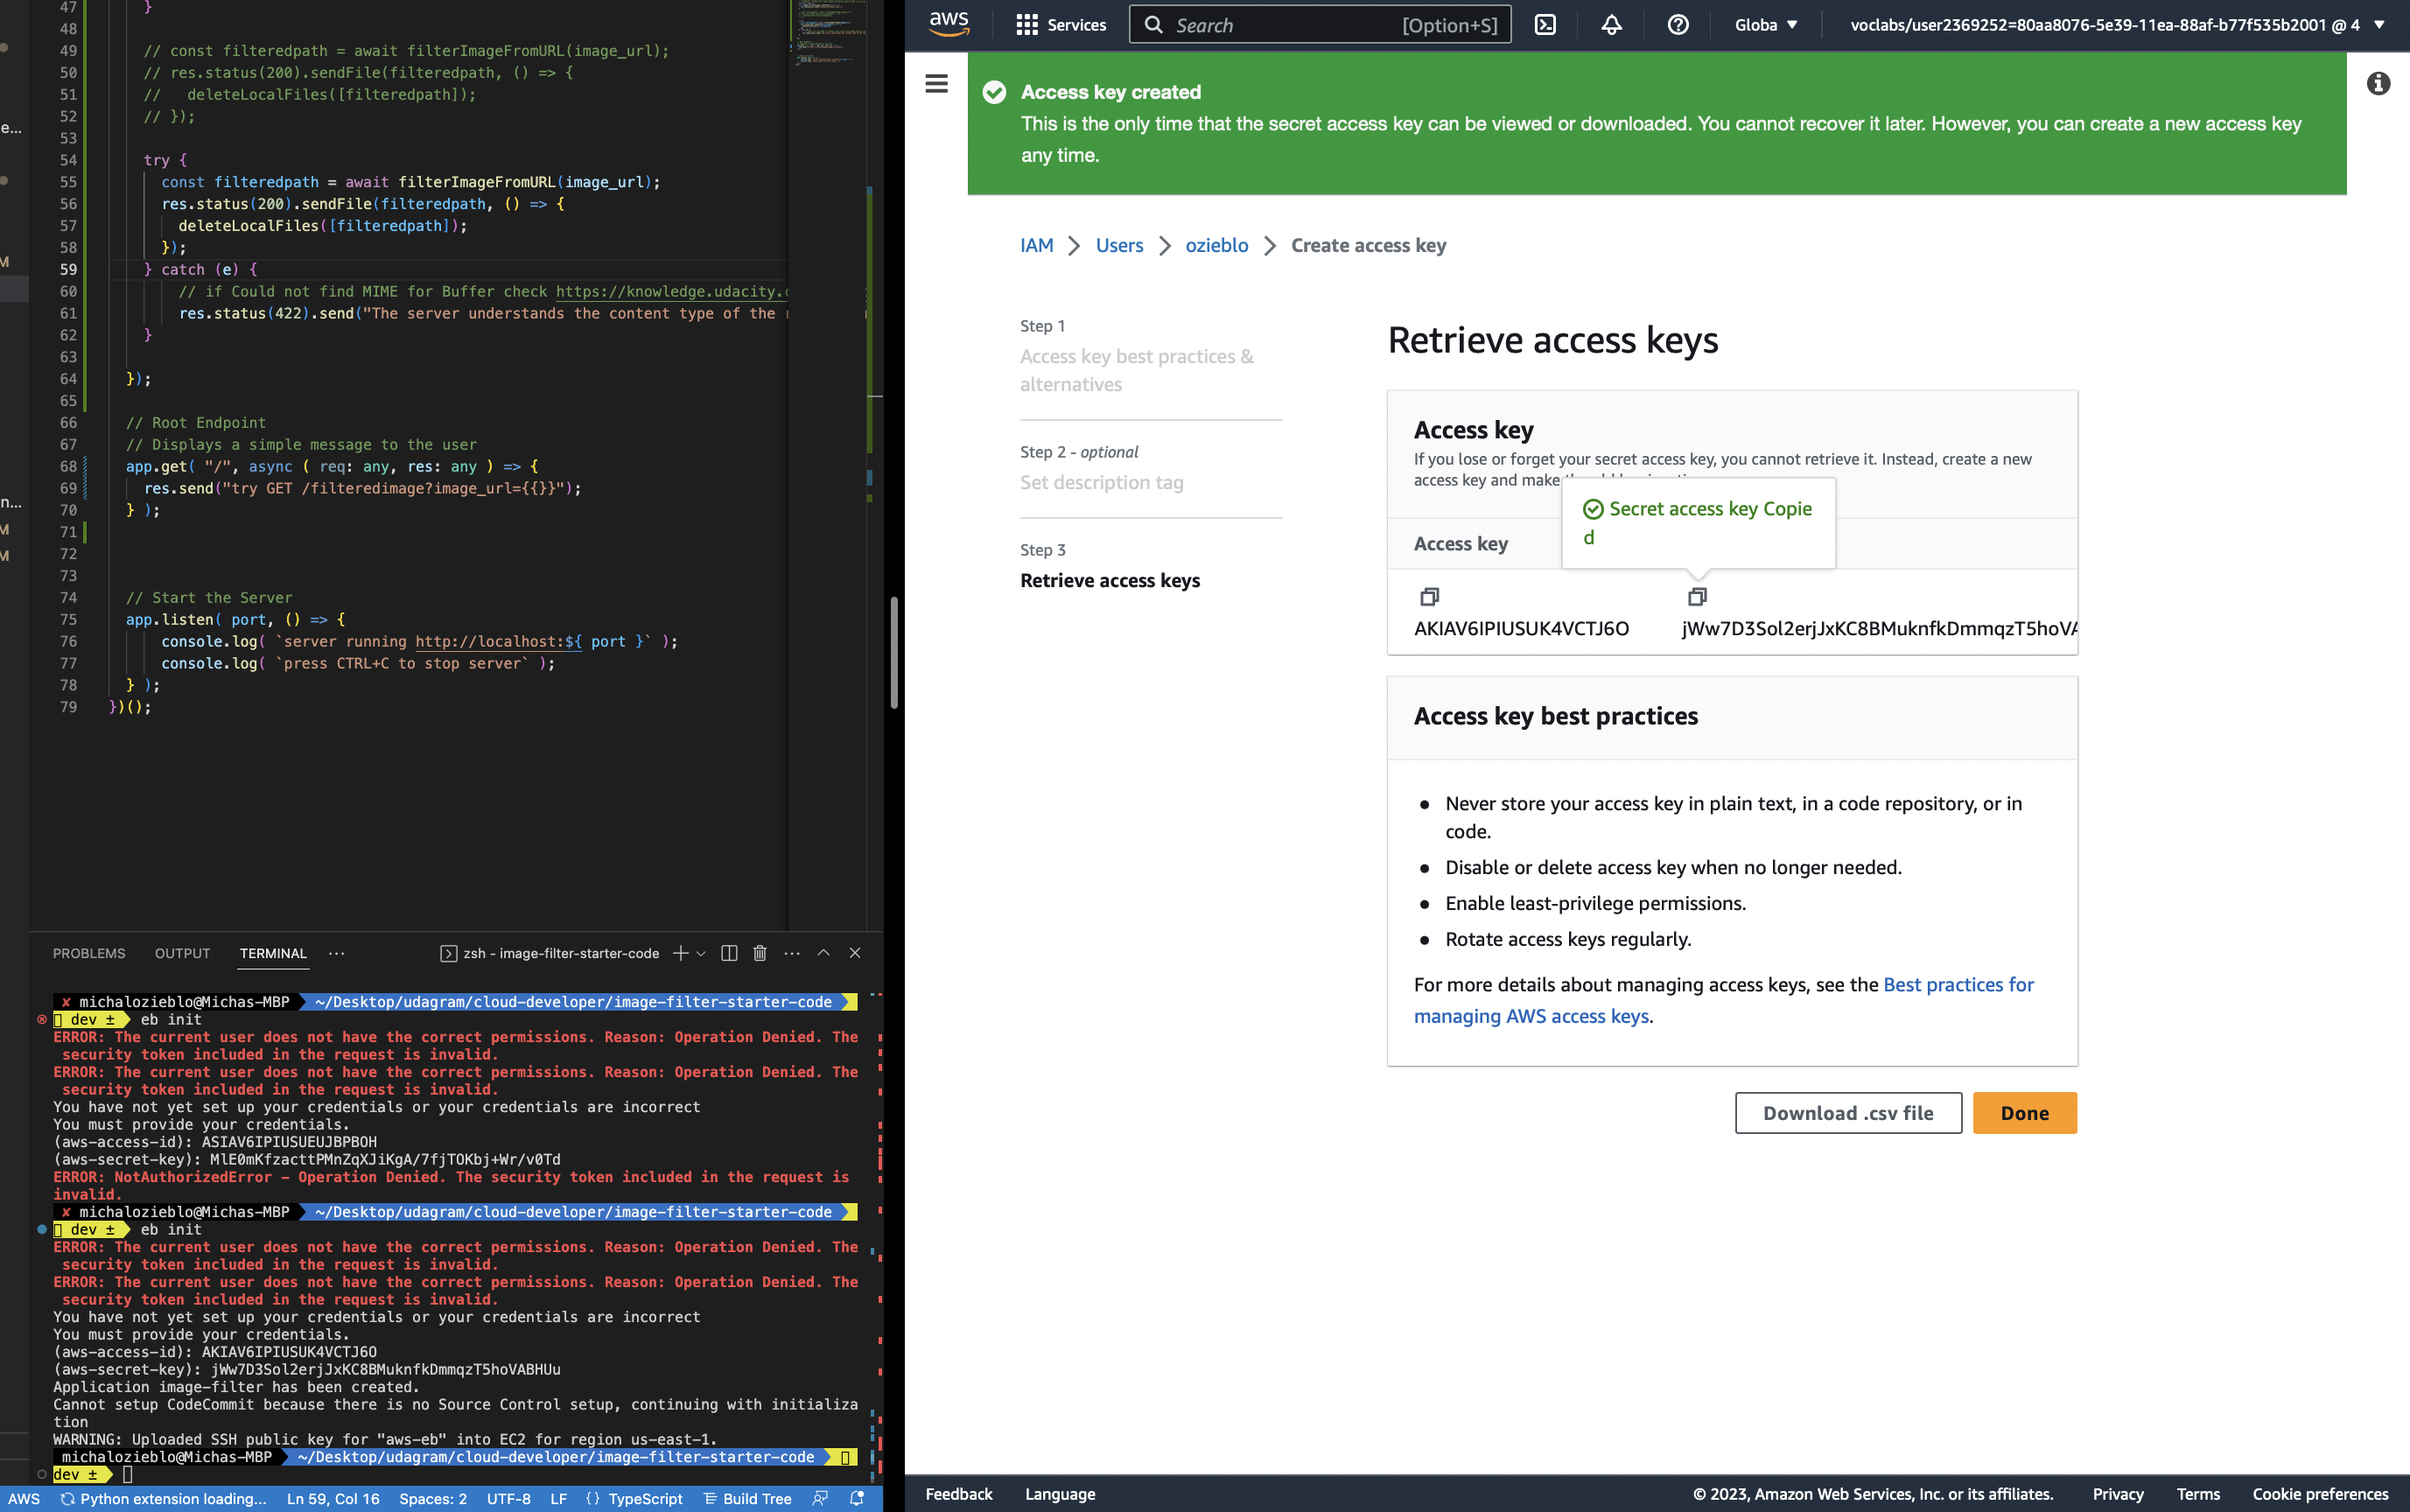 47 }
48
49 // const filteredpath = await filterImageFromURL(image_url);
50 // res.status(200).sendFile(filteredpath, () => {
51 //   deleteLocalFiles([filteredpath]);
52 // });
53
54 try {
55 const filteredpath = await filterImageFromURL(image_url);
56 res.status(200).sendFile(filteredpath, () => {
57 deleteLocalFiles([filteredpath]);
58 });
59 } catch (e) {
60 // if Could not find MIME for Buffer check https://knowledge.udacity.
61 res.status(422).send("The server understands the content type of the
62 }
63
64 });
65
66 // Root Endpoint
67 // Displays a simple message to the user
68 app.get( "/", async ( req: any, res: any ) => {
69 res.send("try GET /filteredimage?image_url={{}}");
70 } );
71
72
73
74 // Start the Server
75 app.listen( port, () => {
76 console.log( `server running http://localhost:${ port }` );
77 console.log( `press CTRL+C to stop server` );
78 } );
79 })();
e...
M
n...
M
M
PROBLEMS OUTPUT TERMINAL ... zsh - image-filter-starter-code
✘ michalozieblo@Michas-MBP ~/Desktop/udagram/cloud-developer/image-filter-starter-code
dev ± eb init
ERROR: The current user does not have the correct permissions. Reason: Operation Denied. The
security token included in the request is invalid.
ERROR: The current user does not have the correct permissions. Reason: Operation Denied. The
security token included in the request is invalid.
You have not yet set up your credentials or your credentials are incorrect
You must provide your credentials.
(aws-access-id): ASIAV6IPIUSUEUJBPBOH
(aws-secret-key): MlE0mKfzacttPMnZqXJiKgA/7fjTOKbj+Wr/v0Td
ERROR: NotAuthorizedError - Operation Denied. The security token included in the request is
invalid.
✘ michalozieblo@Michas-MBP ~/Desktop/udagram/cloud-developer/image-filter-starter-code
dev ± eb init
ERROR: The current user does not have the correct permissions. Reason: Operation Denied. The
security token included in the request is invalid.
ERROR: The current user does not have the correct permissions. Reason: Operation Denied. The
security token included in the request is invalid.
You have not yet set up your credentials or your credentials are incorrect
You must provide your credentials.
(aws-access-id): AKIAV6IPIUSUK4VCTJ6O
(aws-secret-key): jWw7D3Sol2erjJxKC8BMuknfkDmmqzT5hoVABHUu
Application image-filter has been created.
Cannot setup CodeCommit because there is no Source Control setup, continuing with initializa
tion
WARNING: Uploaded SSH public key for "aws-eb" into EC2 for region us-east-1.
michalozieblo@Michas-MBP ~/Desktop/udagram/cloud-developer/image-filter-starter-code
dev ±
AWS Python extension loading... Ln 59, Col 16 Spaces: 2 UTF-8 LF {} TypeScript Build Tree
aws Services Search [Option+S] Globa voclabs/user2369252=80aa8076-5e39-11ea-88af-b77f535b2001 @ 4
Access key created
This is the only time that the secret access key can be viewed or downloaded. You cannot recover it later. However, you can create a new access key
any time.
IAM > Users > ozieblo > Create access key
Step 1
Access key best practices &
alternatives
Step 2 - optional
Set description tag
Step 3
Retrieve access keys
Retrieve access keys
Access key
If you lose or forget your secret access key, you cannot retrieve it. Instead, create a new
access key and make
Secret access key Copie
d
Access key
AKIAV6IPIUSUK4VCTJ6O jWw7D3Sol2erjJxKC8BMuknfkDmmqzT5hoVA
Access key best practices
• Never store your access key in plain text, in a code repository, or in
code.
• Disable or delete access key when no longer needed.
• Enable least-privilege permissions.
• Rotate access keys regularly.
For more details about managing access keys, see the Best practices for
managing AWS access keys.
Download .csv file Done
Feedback Language © 2023, Amazon Web Services, Inc. or its affiliates. Privacy Terms Cookie preferences